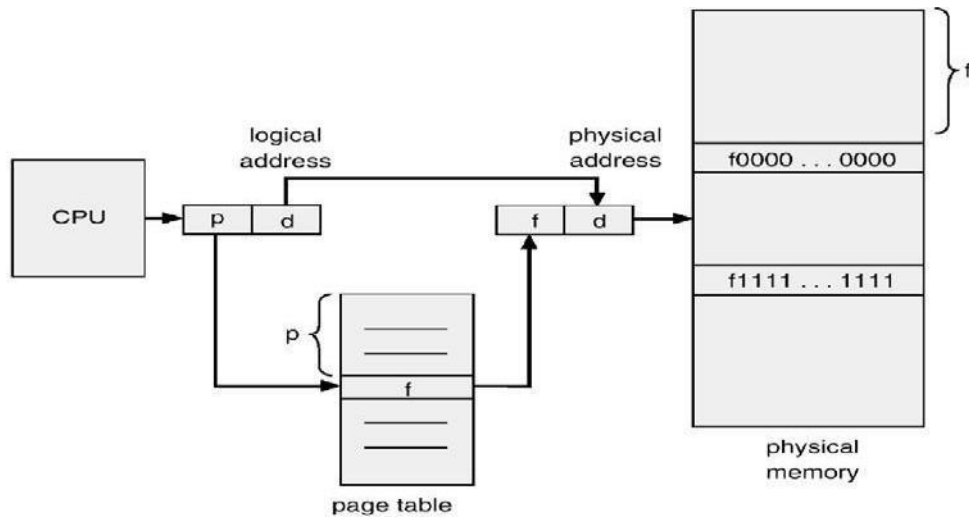 logical
address
physical
address
f
f0000 . . . 0000
CPU
p
d
f
d
f1111 . . . 1111
p
f
physical
memory
page table